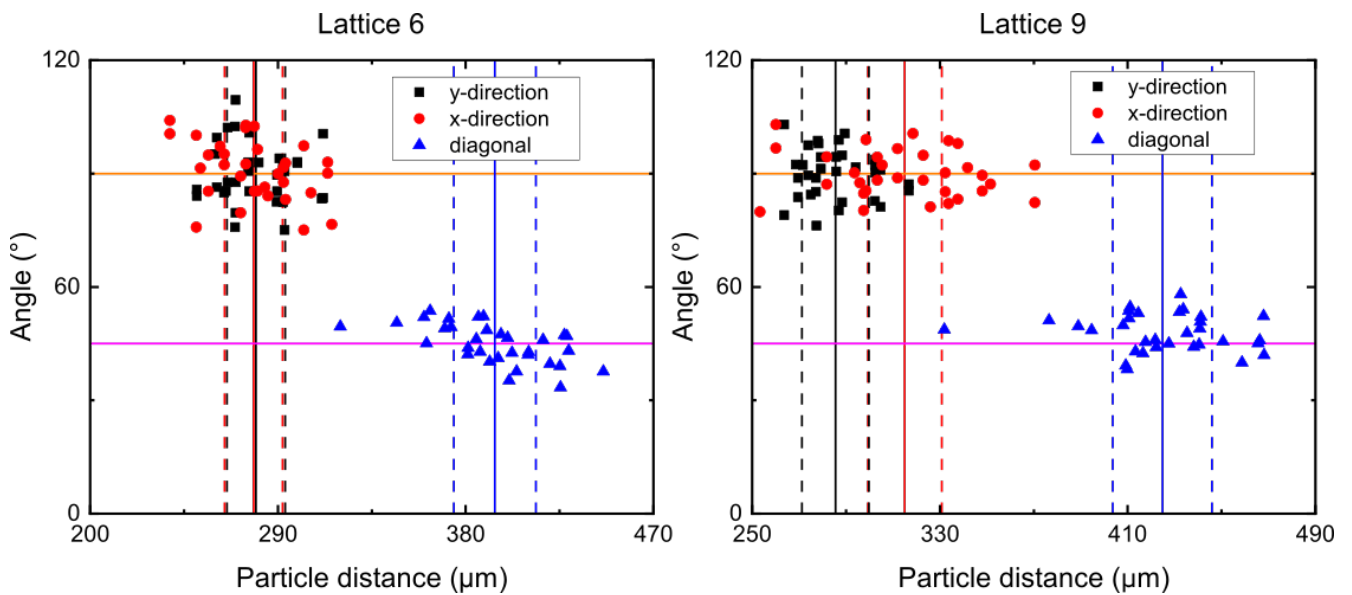 Lattice 6
120
60
0
Angle (°)
y-direction
x-direction
diagonal
200
290
380
470
Particle distance (µm)
Lattice 9
120
60
0
Angle (°)
y-direction
x-direction
diagonal
250
330
410
490
Particle distance (µm)